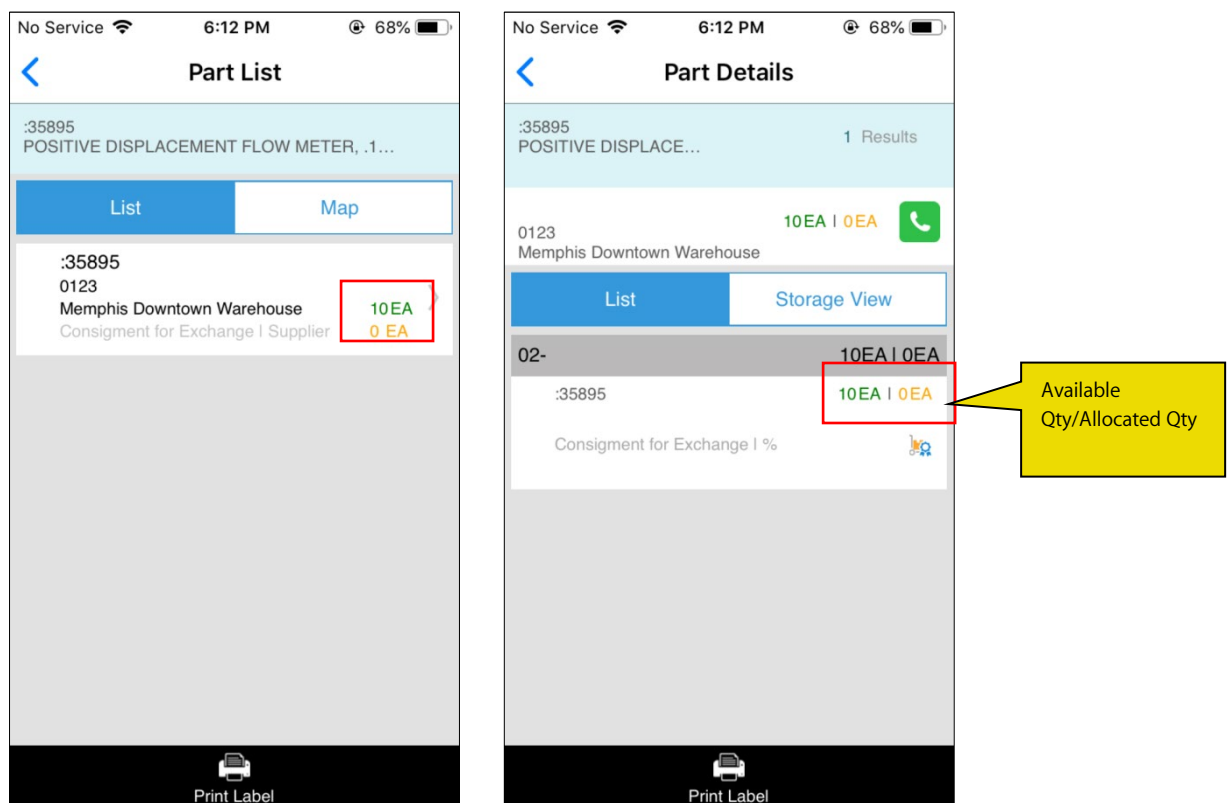 No Service 6:12 PM 68%
Part List
:35895
POSITIVE DISPLACEMENT FLOW METER, .1...
List Map
:35895
0123
Memphis Downtown Warehouse 10EA
Consigment for Exchange I Supplier 0 EA
Print Label
No Service 6:12 PM 68%
Part Details
:35895
POSITIVE DISPLACE... 1 Results
10EA I 0EA
0123
Memphis Downtown Warehouse
List Storage View
02- 10EA I 0EA
:35895 10EA I 0EA
Consigment for Exchange I %
Print Label
Available
Qty/Allocated Qty